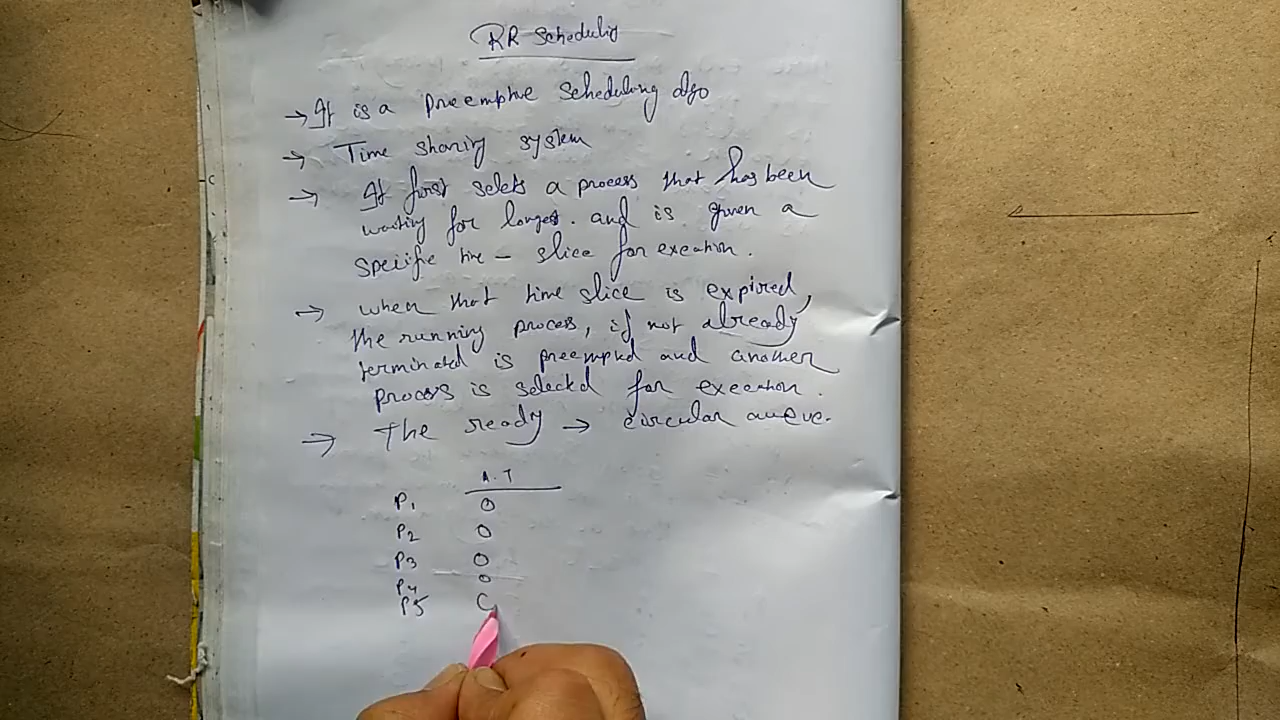 RR Scheduling
→ It is a Preemptive Scheduling algo
→ Time sharing system
→ It first selets a process that has been
waiting for longest. and is given a
specific time - slice for execution.
→ when that time slice is expired,
the running process, if not already
terminated is preempted and another
process is selected for execution.
→ The ready → circular queue.
A.T
P1 0
P2 0
P3 0
P4 0
P5